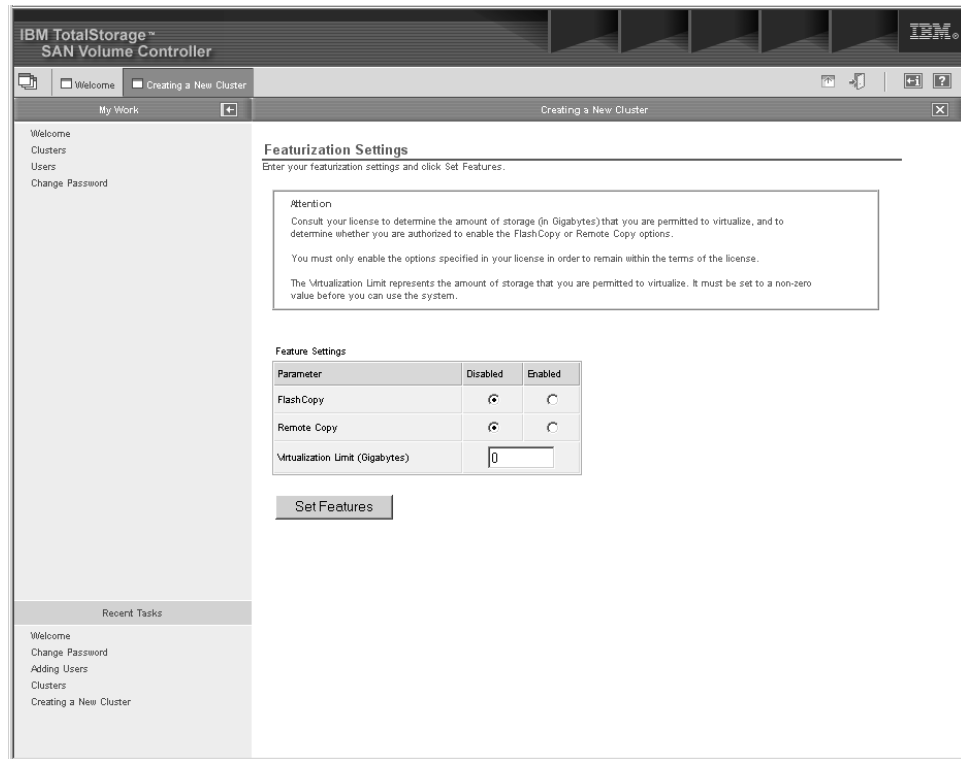 IBM TotalStorage™
SAN Volume Controller
IBM®
Welcome
Creating a New Cluster
My Work
Creating a New Cluster
Welcome
Clusters
Users
Change Password
Featurization Settings
Enter your featurization settings and click Set Features.
Attention
Consult your license to determine the amount of storage (in Gigabytes) that you are permitted to virtualize, and to
determine whether you are authorized to enable the FlashCopy or Remote Copy options.
You must only enable the options specified in your license in order to remain within the terms of the license.
The Virtualization Limit represents the amount of storage that you are permitted to virtualize. It must be set to a non-zero
value before you can use the system.
Feature Settings
Parameter Disabled Enabled
FlashCopy
Remote Copy
Virtualization Limit (Gigabytes) 0
Set Features
Recent Tasks
Welcome
Change Password
Adding Users
Clusters
Creating a New Cluster